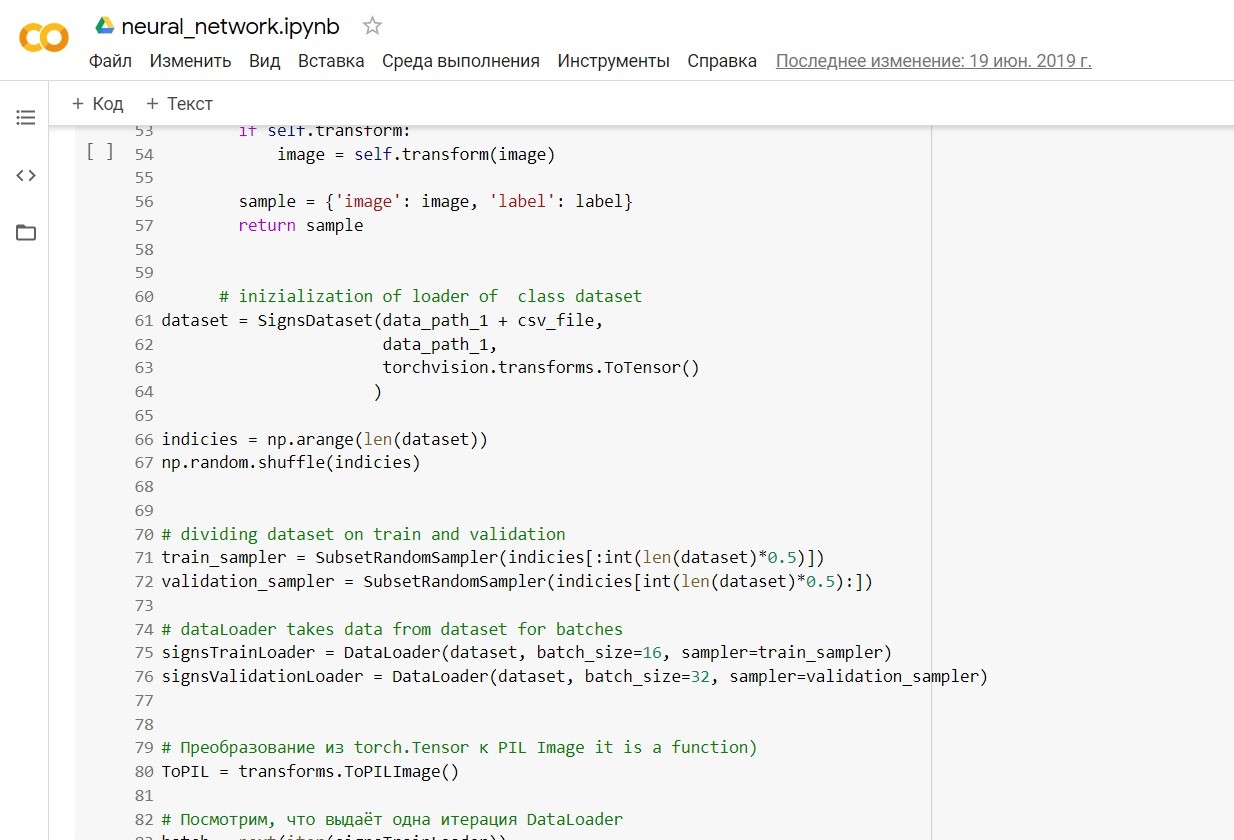 neural_network.ipynb
Файл Изменить Вид Вставка Среда выполнения Инструменты Справка Последнее изменение: 19 июн. 2019 г.
+ Код + Текст
53 if self.transform:
[ ] 54 image = self.transform(image)
55
56 sample = {'image': image, 'label': label}
57 return sample
58
59
60 # inizialization of loader of  class dataset
61 dataset = SignsDataset(data_path_1 + csv_file,
62 data_path_1,
63 torchvision.transforms.ToTensor()
64 )
65
66 indicies = np.arange(len(dataset))
67 np.random.shuffle(indicies)
68
69
70 # dividing dataset on train and validation
71 train_sampler = SubsetRandomSampler(indicies[:int(len(dataset)*0.5)])
72 validation_sampler = SubsetRandomSampler(indicies[int(len(dataset)*0.5):])
73
74 # dataLoader takes data from dataset for batches
75 signsTrainLoader = DataLoader(dataset, batch_size=16, sampler=train_sampler)
76 signsValidationLoader = DataLoader(dataset, batch_size=32, sampler=validation_sampler)
77
78
79 # Преобразование из torch.Tensor к PIL Image it is a function)
80 ToPIL = transforms.ToPILImage()
81
82 # Посмотрим, что выдаёт одна итерация DataLoader
83 batch = next(iter(signsTrainLoader))